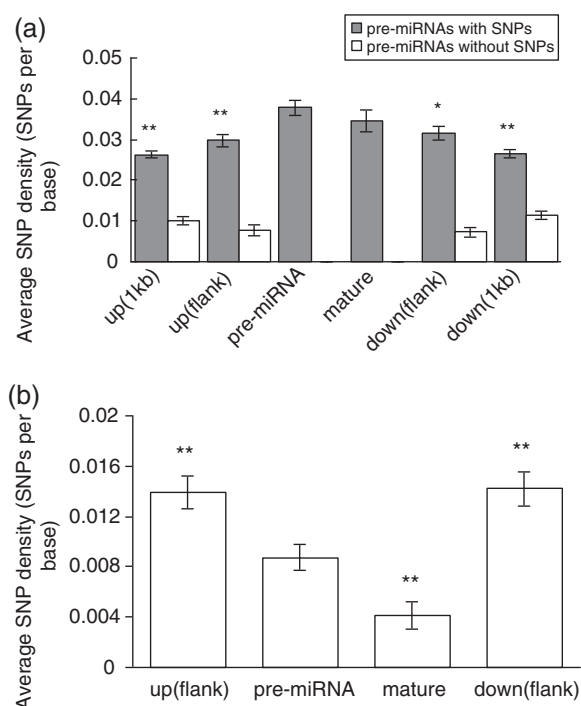 (a)
pre-miRNAs with SNPs
pre-miRNAs without SNPs
Average SNP density (SNPs per
base)
0.05
0.04
0.03
0.02
0.01
0
**
**
*
**
up(1kb)
up(flank)
pre-miRNA
mature
down(flank)
down(1kb)
(b)
Average SNP density (SNPs per
base)
0.02
0.016
0.012
0.008
0.004
0
**
**
**
up(flank)
pre-miRNA
mature
down(flank)